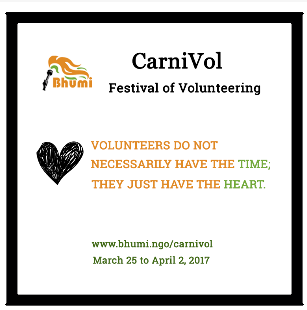 CarniVol
Bhumi
Festival of Volunteering
VOLUNTEERS DO NOT
NECESSARILY HAVE THE TIME;
THEY JUST HAVE THE HEART.
www.bhumi.ngo/carnivol
March 25 to April 2, 2017